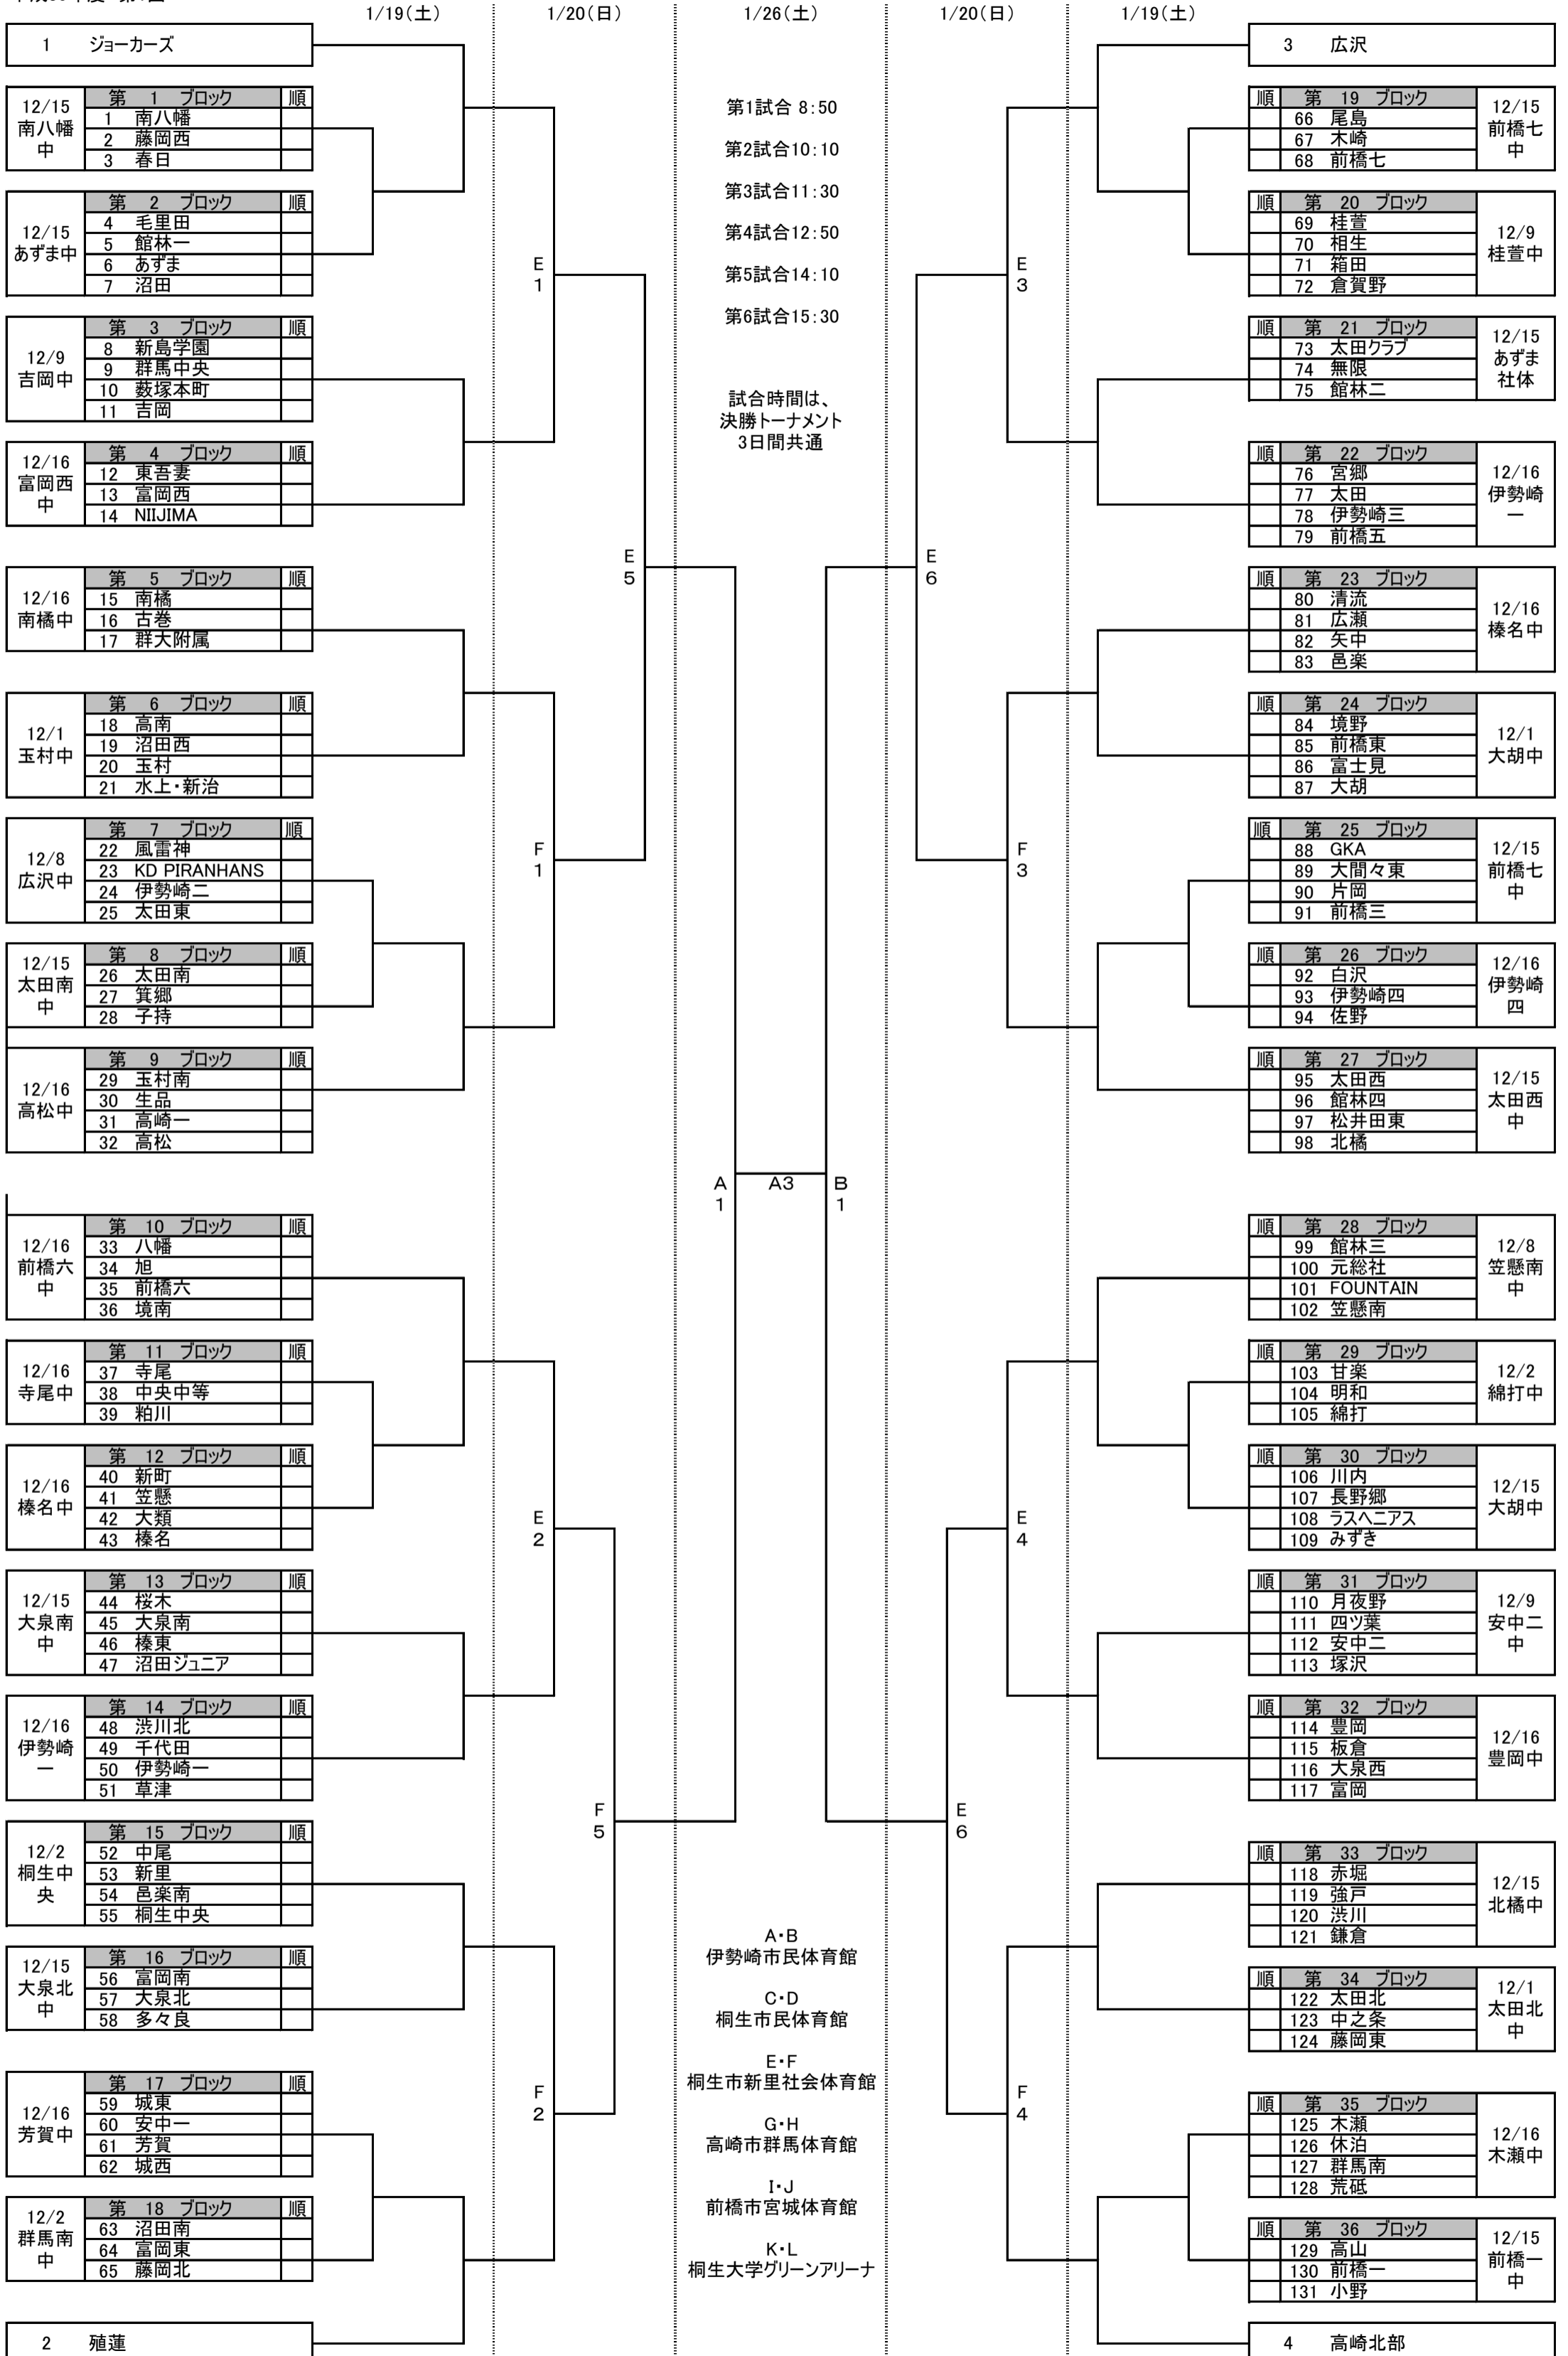 1/19(土)
1/20(日)
1/26(土)
1/20(日)
1/19(土)
1 ジョーカーズ
12/15
南八幡
中
第 1 ブロック 順
1 南八幡
2 藤岡西
3 春日
12/15
あずま中
第 2 ブロック 順
4 毛里田
5 館林一
6 あずま
7 沼田
12/9
吉岡中
第 3 ブロック 順
8 新島学園
9 群馬中央
10 薮塚本町
11 吉岡
12/16
富岡西
中
第 4 ブロック 順
12 東吾妻
13 富岡西
14 NIIJIMA
12/16
南橘中
第 5 ブロック 順
15 南橘
16 古巻
17 群大附属
12/1
玉村中
第 6 ブロック 順
18 高南
19 沼田西
20 玉村
21 水上・新治
12/8
広沢中
第 7 ブロック 順
22 風雷神
23 KD PIRANHANS
24 伊勢崎二
25 太田東
12/15
太田南
中
第 8 ブロック 順
26 太田南
27 箕郷
28 子持
12/16
高松中
第 9 ブロック 順
29 玉村南
30 生品
31 高崎一
32 高松
12/16
前橋六
中
第 10 ブロック 順
33 八幡
34 旭
35 前橋六
36 境南
12/16
寺尾中
第 11 ブロック 順
37 寺尾
38 中央中等
39 粕川
12/16
榛名中
第 12 ブロック 順
40 新町
41 笠懸
42 大類
43 榛名
12/15
大泉南
中
第 13 ブロック 順
44 桜木
45 大泉南
46 榛東
47 沼田ジュニア
12/16
伊勢崎
一
第 14 ブロック 順
48 渋川北
49 千代田
50 伊勢崎一
51 草津
12/2
桐生中
央
第 15 ブロック 順
52 中尾
53 新里
54 邑楽南
55 桐生中央
12/15
大泉北
中
第 16 ブロック 順
56 富岡南
57 大泉北
58 多々良
12/16
芳賀中
第 17 ブロック 順
59 城東
60 安中一
61 芳賀
62 城西
12/2
群馬南
中
第 18 ブロック 順
63 沼田南
64 富岡東
65 藤岡北
2 殖蓮
E
1
F
1
E
2
F
2
E
5
F
5
第1試合 8:50
第2試合10:10
第3試合11:30
第4試合12:50
第5試合14:10
第6試合15:30
試合時間は、
決勝トーナメント
3日間共通
A
1
A3
B
1
A・B
伊勢崎市民体育館
C・D
桐生市民体育館
E・F
桐生市新里社会体育館
G・H
高崎市群馬体育館
I・J
前橋市宮城体育館
K・L
桐生大学グリーンアリーナ
E
6
E
6
E
3
F
3
E
4
F
4
3 広沢
順 第 19 ブロック
66 尾島
67 木崎
68 前橋七
12/15
前橋七
中
順 第 20 ブロック
69 桂萱
70 相生
71 箱田
72 倉賀野
12/9
桂萱中
順 第 21 ブロック
73 太田クラブ
74 無限
75 館林二
12/15
あずま
社体
順 第 22 ブロック
76 宮郷
77 太田
78 伊勢崎三
79 前橋五
12/16
伊勢崎
一
順 第 23 ブロック
80 清流
81 広瀬
82 矢中
83 邑楽
12/16
榛名中
順 第 24 ブロック
84 境野
85 前橋東
86 富士見
87 大胡
12/1
大胡中
順 第 25 ブロック
88 GKA
89 大間々東
90 片岡
91 前橋三
12/15
前橋七
中
順 第 26 ブロック
92 白沢
93 伊勢崎四
94 佐野
12/16
伊勢崎
四
順 第 27 ブロック
95 太田西
96 館林四
97 松井田東
98 北橘
12/15
太田西
中
順 第 28 ブロック
99 館林三
100 元総社
101 FOUNTAIN
102 笠懸南
12/8
笠懸南
中
順 第 29 ブロック
103 甘楽
104 明和
105 綿打
12/2
綿打中
順 第 30 ブロック
106 川内
107 長野郷
108 ラスヘニアス
109 みずき
12/15
大胡中
順 第 31 ブロック
110 月夜野
111 四ツ葉
112 安中二
113 塚沢
12/9
安中二
中
順 第 32 ブロック
114 豊岡
115 板倉
116 大泉西
117 富岡
12/16
豊岡中
順 第 33 ブロック
118 赤堀
119 強戸
120 渋川
121 鎌倉
12/15
北橘中
順 第 34 ブロック
122 太田北
123 中之条
124 藤岡東
12/1
太田北
中
順 第 35 ブロック
125 木瀬
126 休泊
127 群馬南
128 荒砥
12/16
木瀬中
順 第 36 ブロック
129 高山
130 前橋一
131 小野
12/15
前橋一
中
4 高崎北部